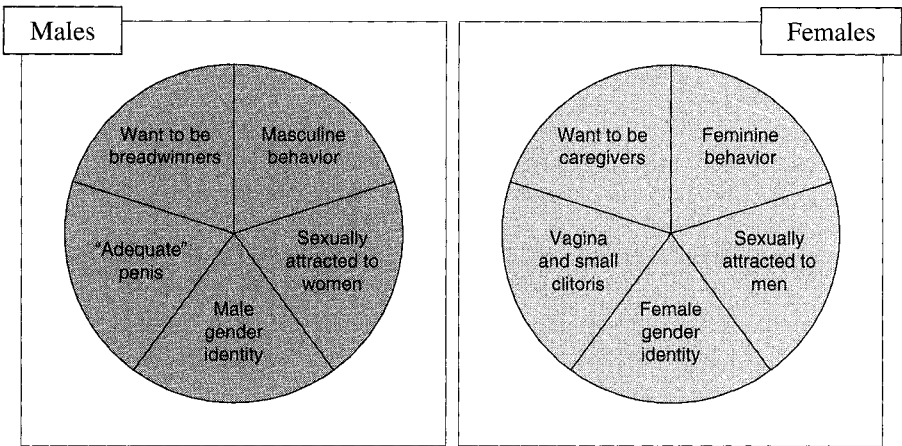 Males
Females
Want to be
breadwinners
Masculine
behavior
"Adequate"
penis
Sexually
attracted to
women
Male
gender
identity
Want to be
caregivers
Feminine
behavior
Vagina
and small
clitoris
Sexually
attracted to
men
Female
gender
identity